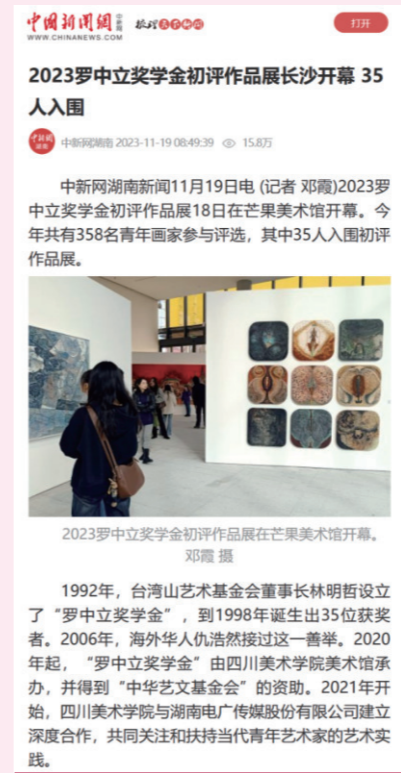 中国新闻网
中新网
WWW.CHINANEWS.COM
打开
2023罗中立奖学金初评作品展长沙开幕 35
人入围
中新网湖南 2023-11-19 08:49:39 15.8万
中新网湖南新闻11月19日电 (记者 邓霞)2023罗
中立奖学金初评作品展18日在芒果美术馆开幕。今
年共有358名青年画家参与评选，其中35人入围初评
作品展。
2023罗中立奖学金初评作品展在芒果美术馆开幕。
邓霞 摄
1992年，台湾山艺术基金会董事长林明哲设立
了“罗中立奖学金”，到1998年诞生出35位获奖
者。2006年，海外华人仇浩然接过这一善举。2020
年起，“罗中立奖学金”由四川美术学院美术馆承
办，并得到“中华艺文基金会”的资助。2021年开
始，四川美术学院与湖南电广传媒股份有限公司建立
深度合作，共同关注和扶持当代青年艺术家的艺术实
践。